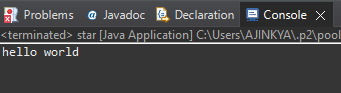 Problems Javadoc Declaration Console
<terminated> star [Java Application] C:\Users\AJINKYA\.p2\pool
hello world